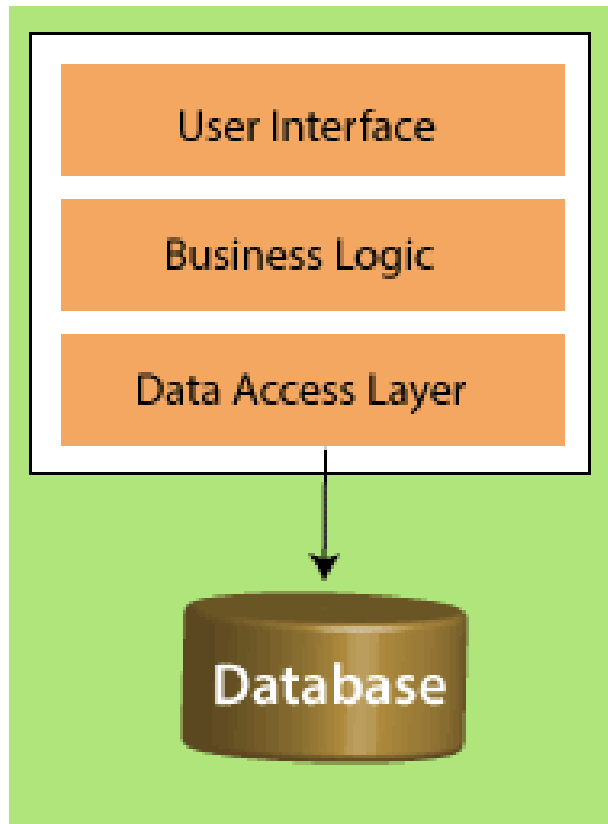 User Interface
Business Logic
Data Access Layer
Database